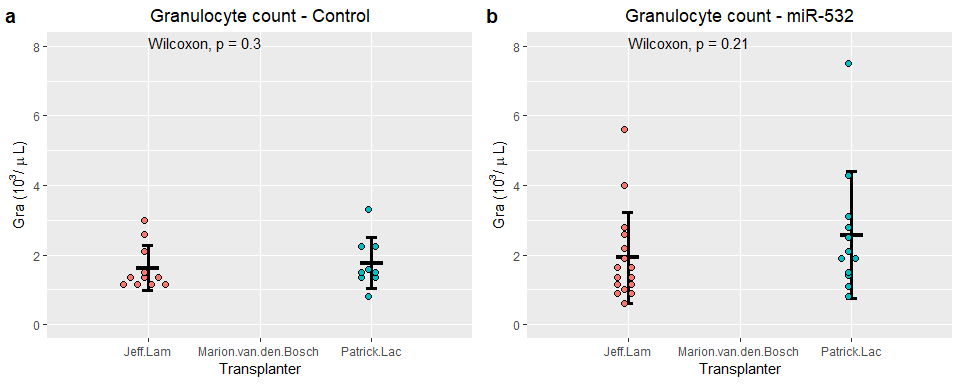 a
Granulocyte count - Control
Wilcoxon, p = 0.3
8
6
4
2
0
Gra (10³/ μ L)
Jeff.Lam Marion.van.den.Bosch Patrick.Lac
Transplanter
b
Granulocyte count - miR-532
Wilcoxon, p = 0.21
8
6
4
2
0
Gra (10³/ μ L)
Jeff.Lam Marion.van.den.Bosch Patrick.Lac
Transplanter